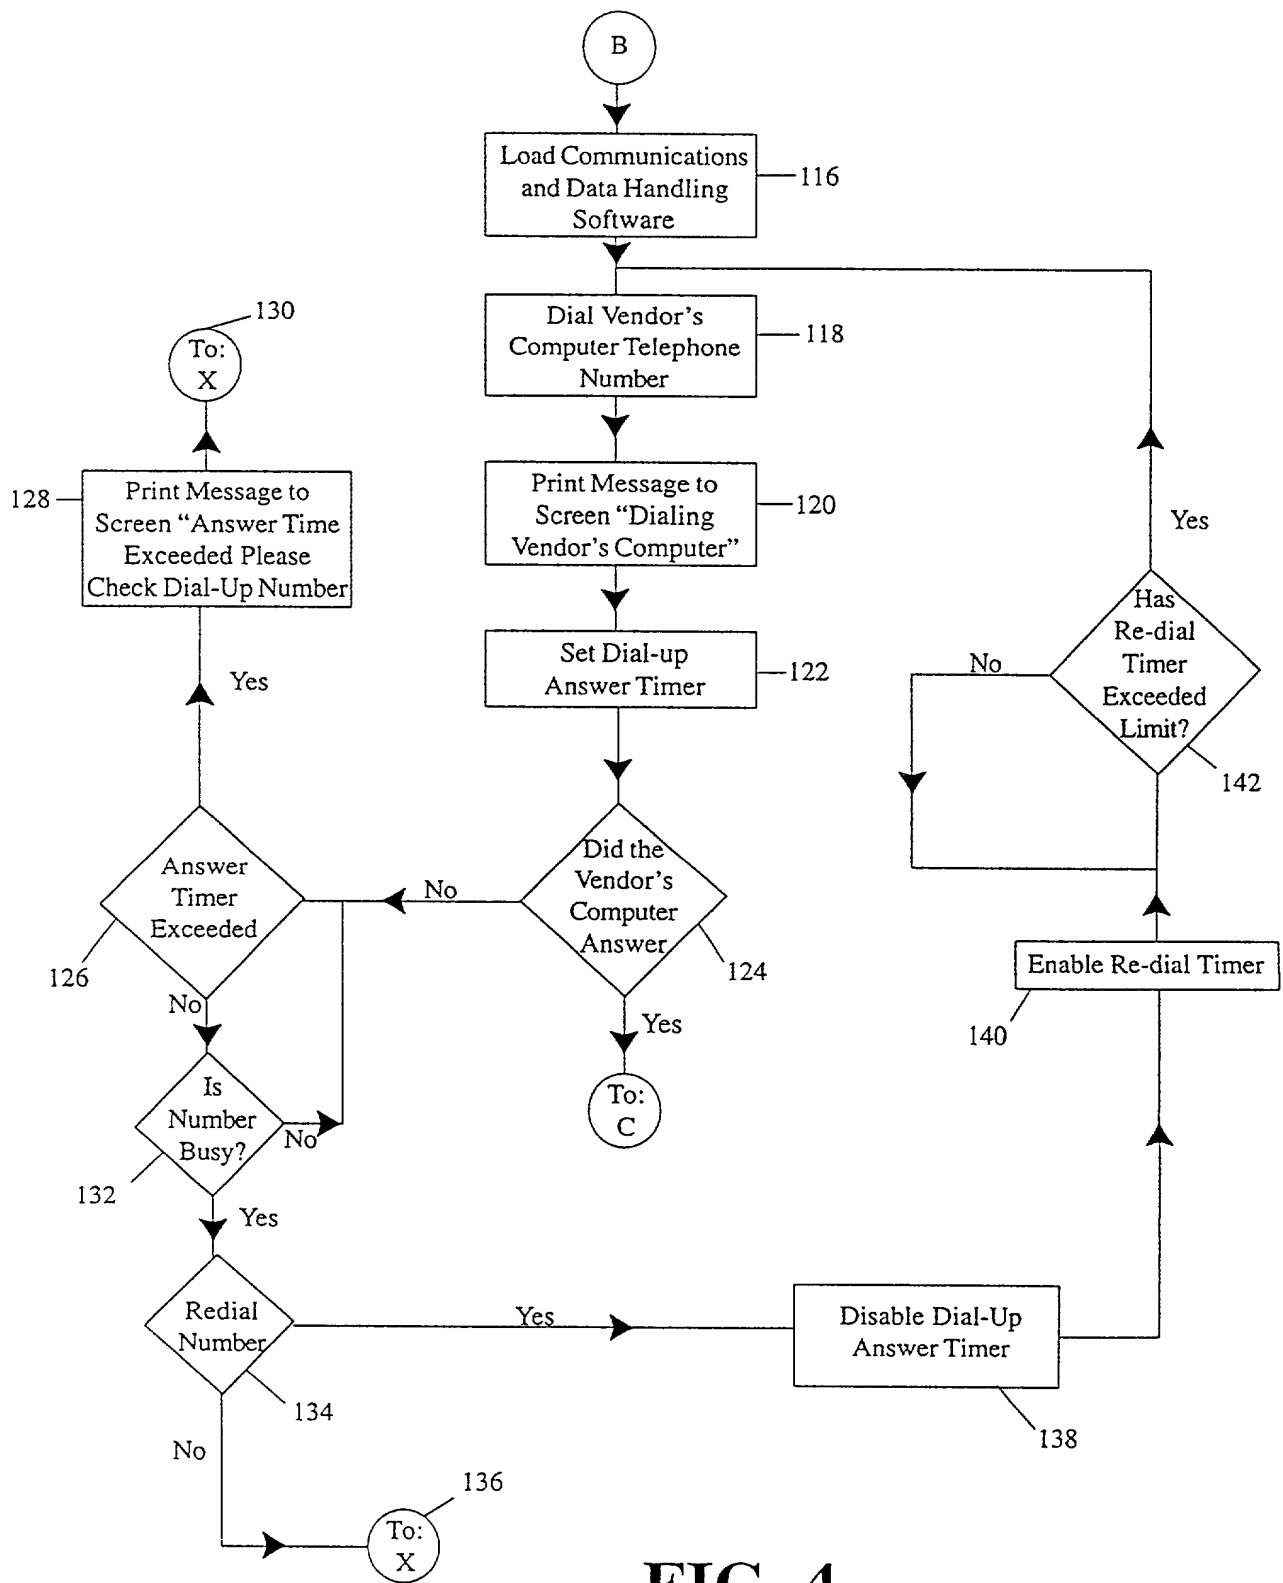 B
Load Communications
and Data Handling
Software
116
Dial Vendor's
Computer Telephone
Number
118
130
To:
X
128
Print Message to
Screen “Answer Time
Exceeded Please
Check Dial-Up Number
Print Message to
Screen “Dialing
Vendor's Computer”
120
Yes
Has
Re-dial
Timer
Exceeded
Limit?
No
142
Set Dial-up
Answer Timer
122
Yes
Answer
Timer
Exceeded
126
No
Did the
Vendor's
Computer
Answer
124
Yes
To:
C
Enable Re-dial Timer
140
No
Is
Number
Busy?
No
132
Yes
Redial
Number
134
Yes
Disable Dial-Up
Answer Timer
138
No
136
To:
X
FIG. 4